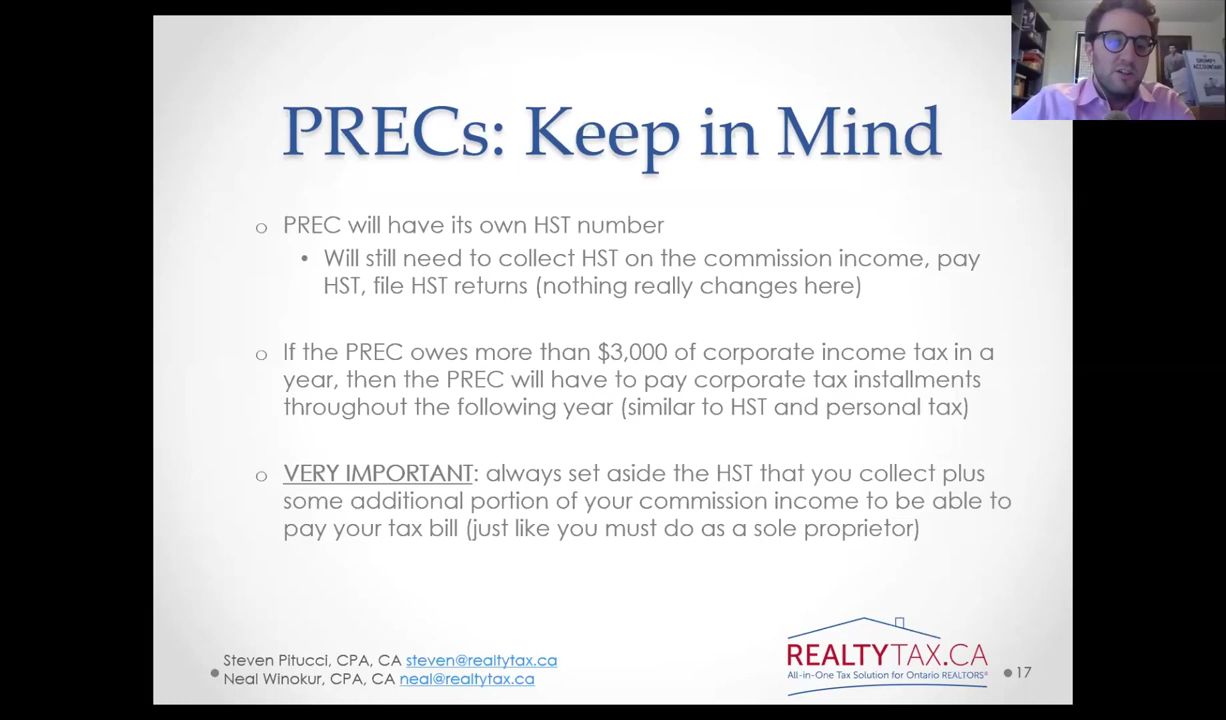 PRECs: Keep in Mind
o PREC will have its own HST number
• Will still need to collect HST on the commission income, pay
HST, file HST returns (nothing really changes here)
o If the PREC owes more than $3,000 of corporate income tax in a
year, then the PREC will have to pay corporate tax installments
throughout the following year (similar to HST and personal tax)
o VERY IMPORTANT: always set aside the HST that you collect plus
some additional portion of your commission income to be able to
pay your tax bill (just like you must do as a sole proprietor)
Steven Pitucci, CPA, CA steven@realtytax.ca
Neal Winokur, CPA, CA neal@realtytax.ca
REALTYTAX.CA
All-in-One Tax Solution for Ontario REALTORS®
17
GRUMPY
ACCOUNTANT